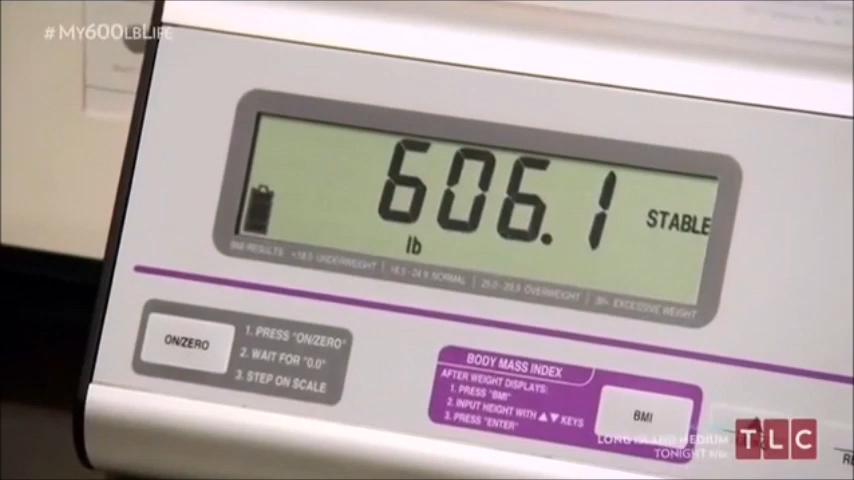 #My600lbLife
606.1
STABLE
lb
BMI RESULTS <18.5 UNDERWEIGHT | 18.5 - 24.9 NORMAL | 25.0 - 29.9 OVERWEIGHT | 30+ EXCESSIVE WEIGHT
ON/ZERO
1. PRESS "ON/ZERO"
2. WAIT FOR "0.0"
3. STEP ON SCALE
BODY MASS INDEX
AFTER WEIGHT DISPLAYS:
1. PRESS "BMI"
2. INPUT HEIGHT WITH ▲▼ KEYS
3. PRESS "ENTER"
BMI
LONG ISLAND MEDIUM
TONIGHT
TLC